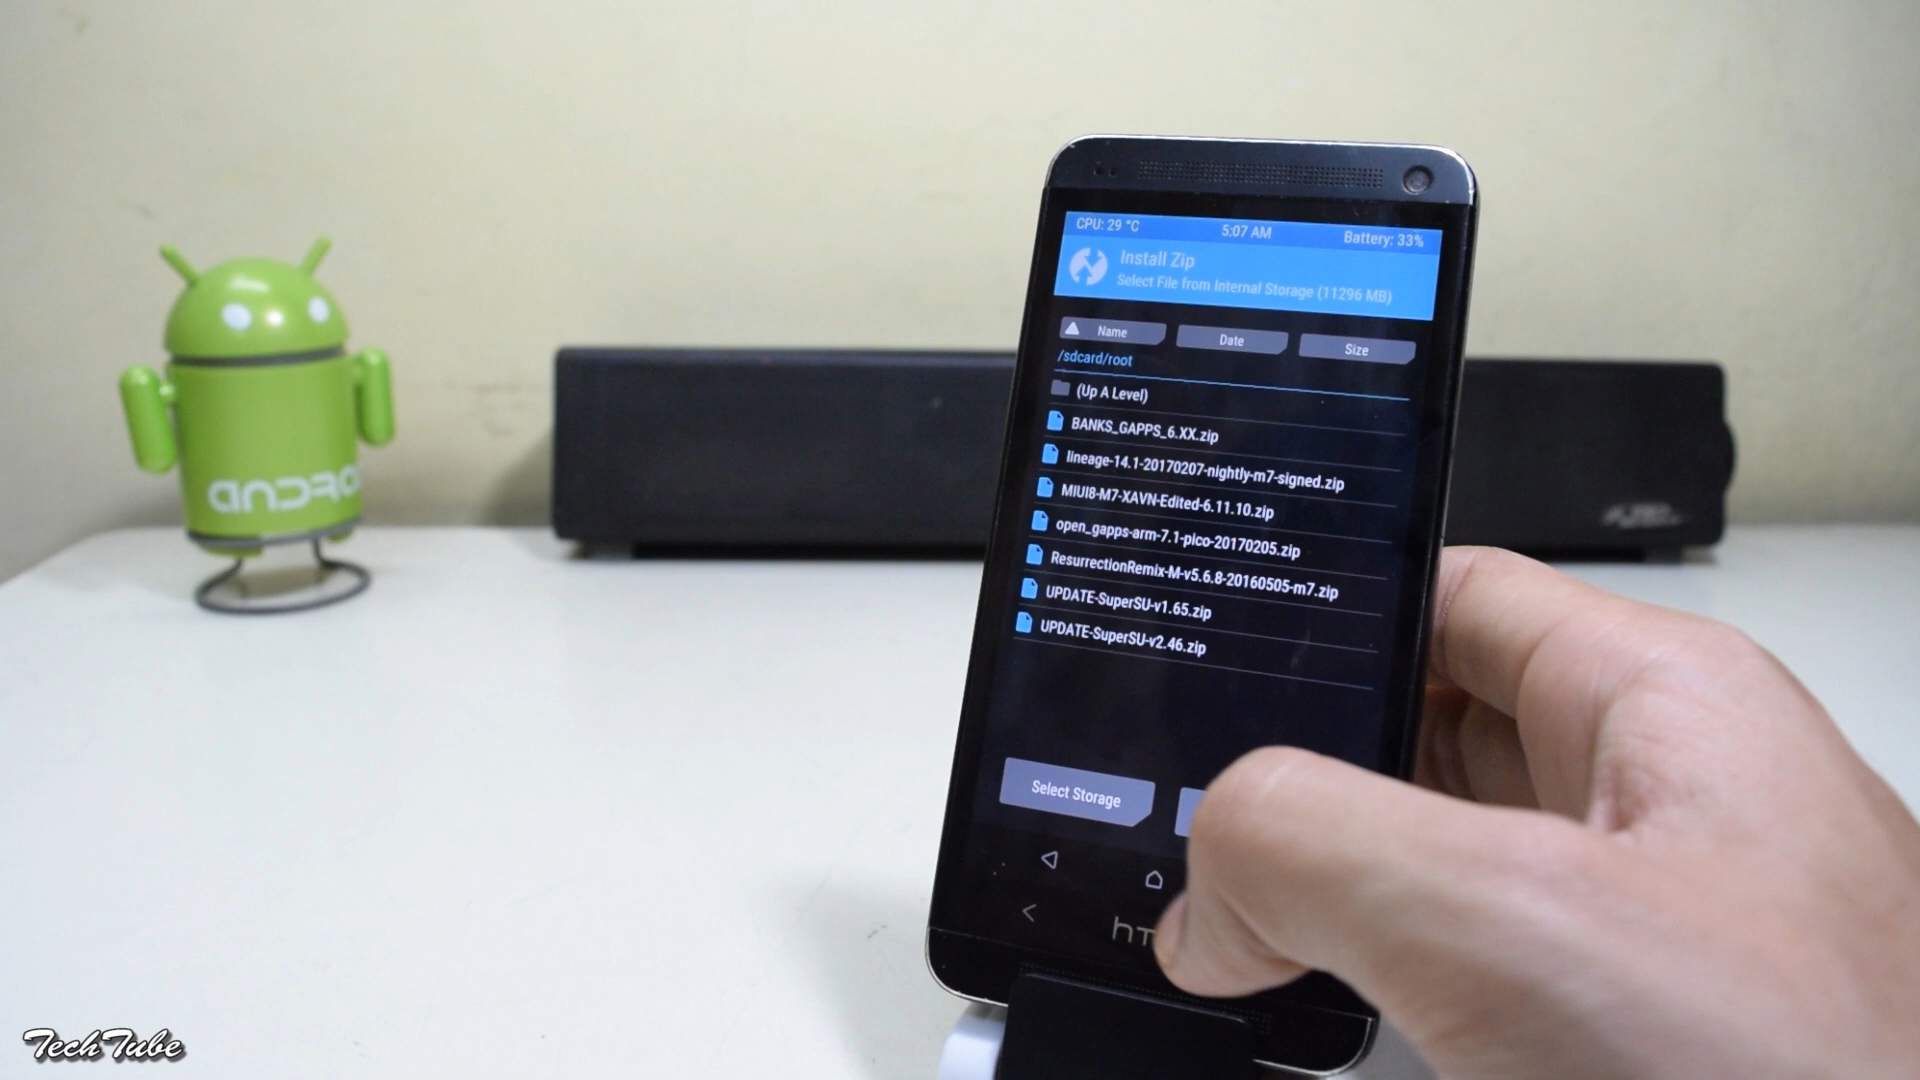 ANDRO
CPU: 29 °C
5:07 AM
Battery: 33%
Install Zip
Select File from Internal Storage (11296 MB)
Name
Date
Size
/sdcard/root
(Up A Level)
BANKS_GAPPS_6.XX.zip
lineage-14.1-20170207-nightly-m7-signed.zip
MIUI8-M7-XAVN-Edited-6.11.10.zip
open_gapps-arm-7.1-pico-20170205.zip
ResurrectionRemix-M-v5.6.8-20160505-m7.zip
UPDATE-SuperSU-v1.65.zip
UPDATE-SuperSU-v2.46.zip
Select Storage
hT
TechTube